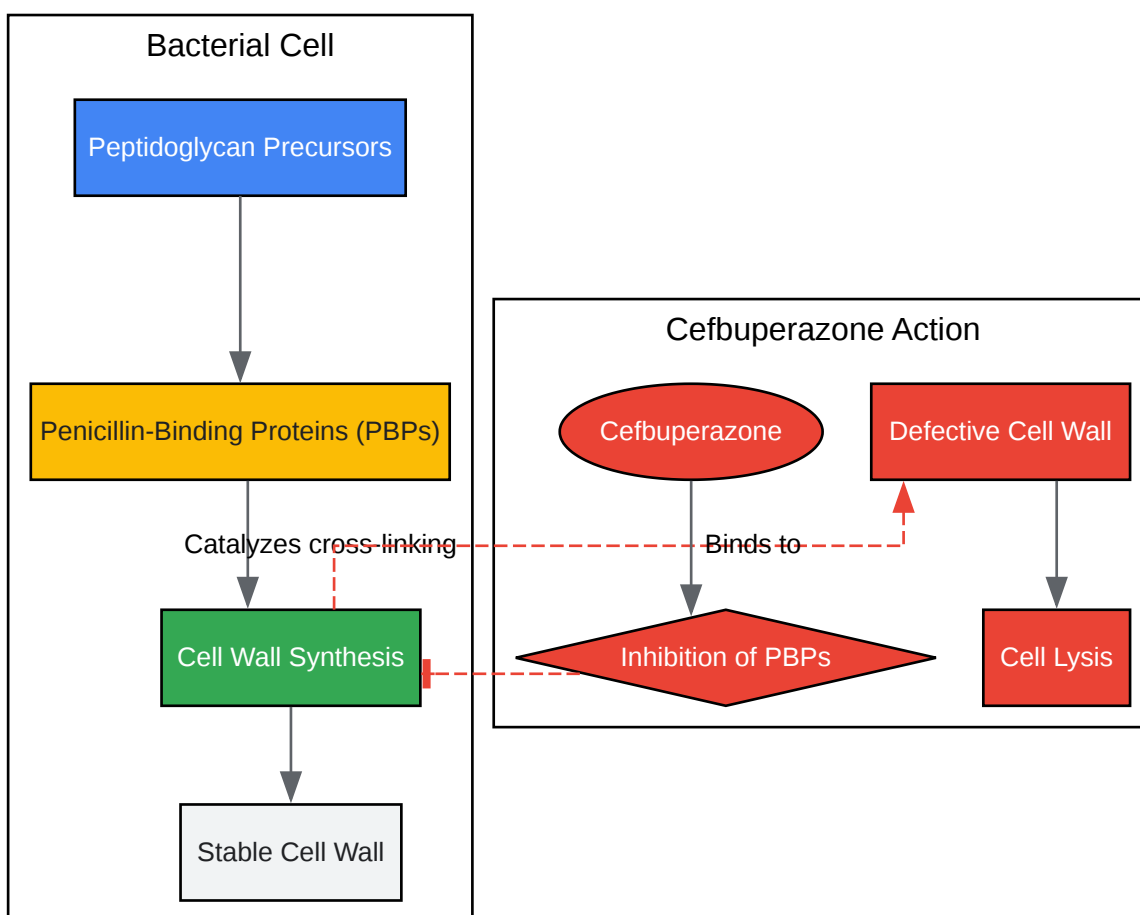 Bacterial Cell
Peptidoglycan Precursors
Penicillin-Binding Proteins (PBPs)
Catalyzes cross-linking
Cell Wall Synthesis
Stable Cell Wall
Cefbuperazone Action
Cefbuperazone
Defective Cell Wall
Binds to
Inhibition of PBPs
Cell Lysis